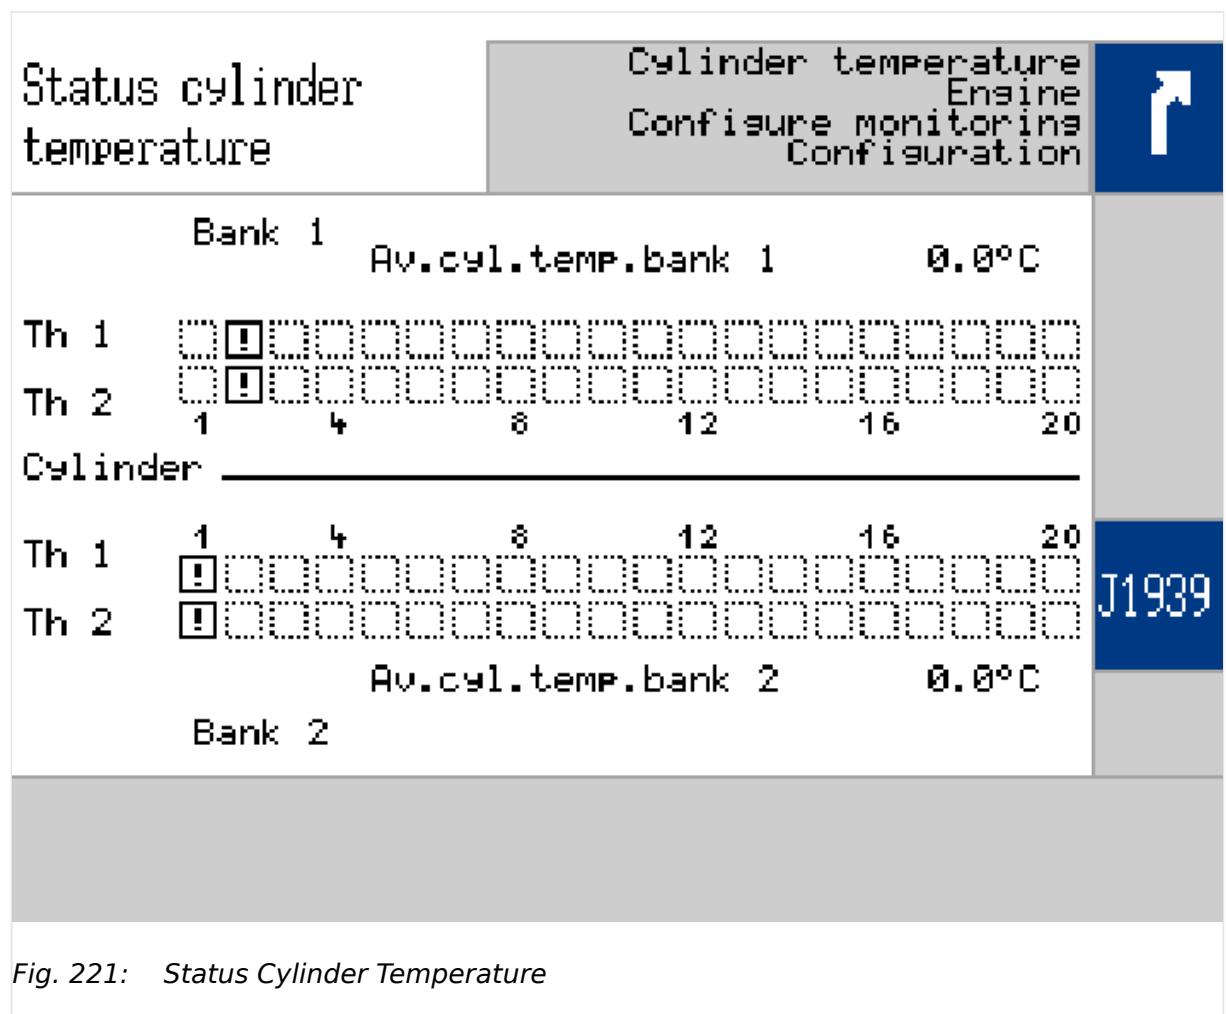 Status cylinder
temperature
Cylinder temperature
Engine
Configure monitoring
Configuration
Bank 1
Av.cyl.temp.bank 1 0.0°C
Th 1
! 
Th 2
!
1 4 8 12 16 20
Cylinder
1 4 8 12 16 20
Th 1
!
Th 2
!
J1939
Av.cyl.temp.bank 2 0.0°C
Bank 2
Fig. 221: Status Cylinder Temperature